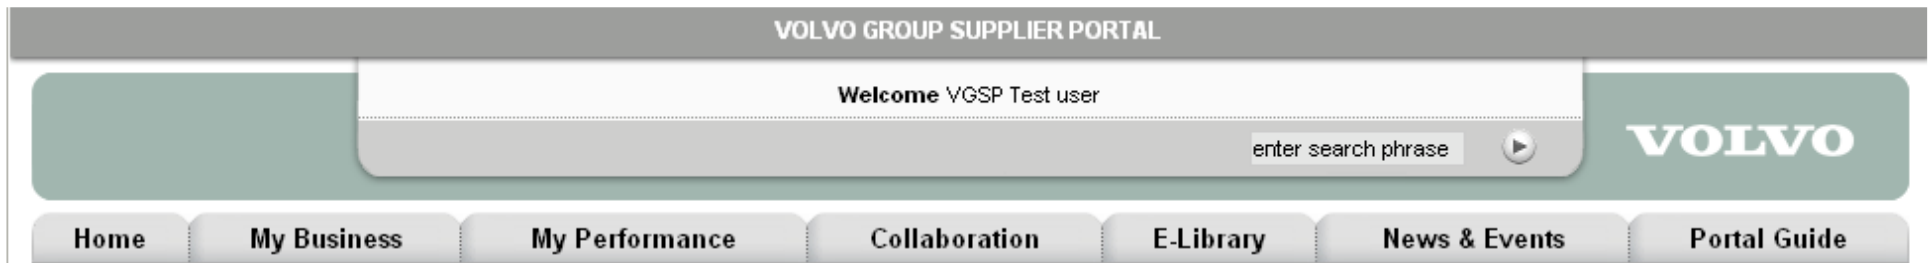 VOLVO GROUP SUPPLIER PORTAL
Welcome VGSP Test user
enter search phrase
VOLVO
Home My Business My Performance Collaboration E-Library News & Events Portal Guide